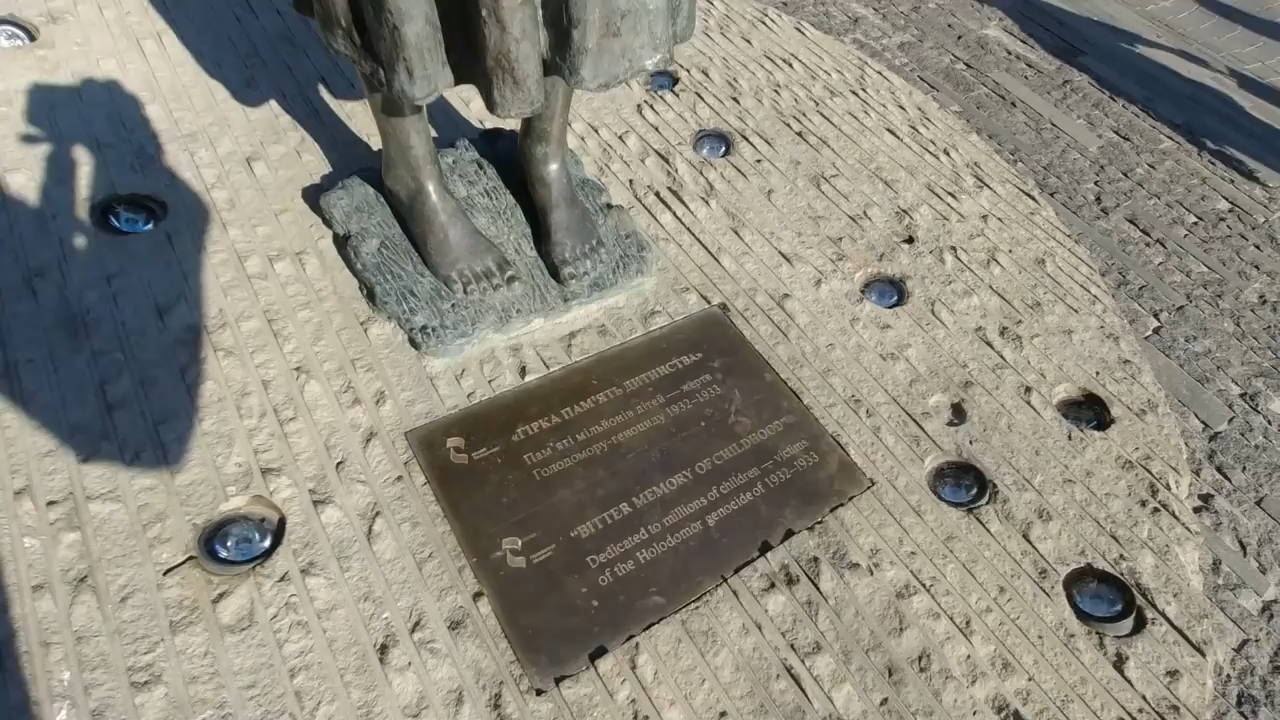 «ГІРКА ПАМ'ЯТЬ ДИТИНСТВА»
Пам'яті мільйонів дітей — жертв
Голодомору-геноциду 1932–1933
"BITTER MEMORY OF CHILDHOOD"
Dedicated to millions of children — victims
of the Holodomor genocide of 1932–1933